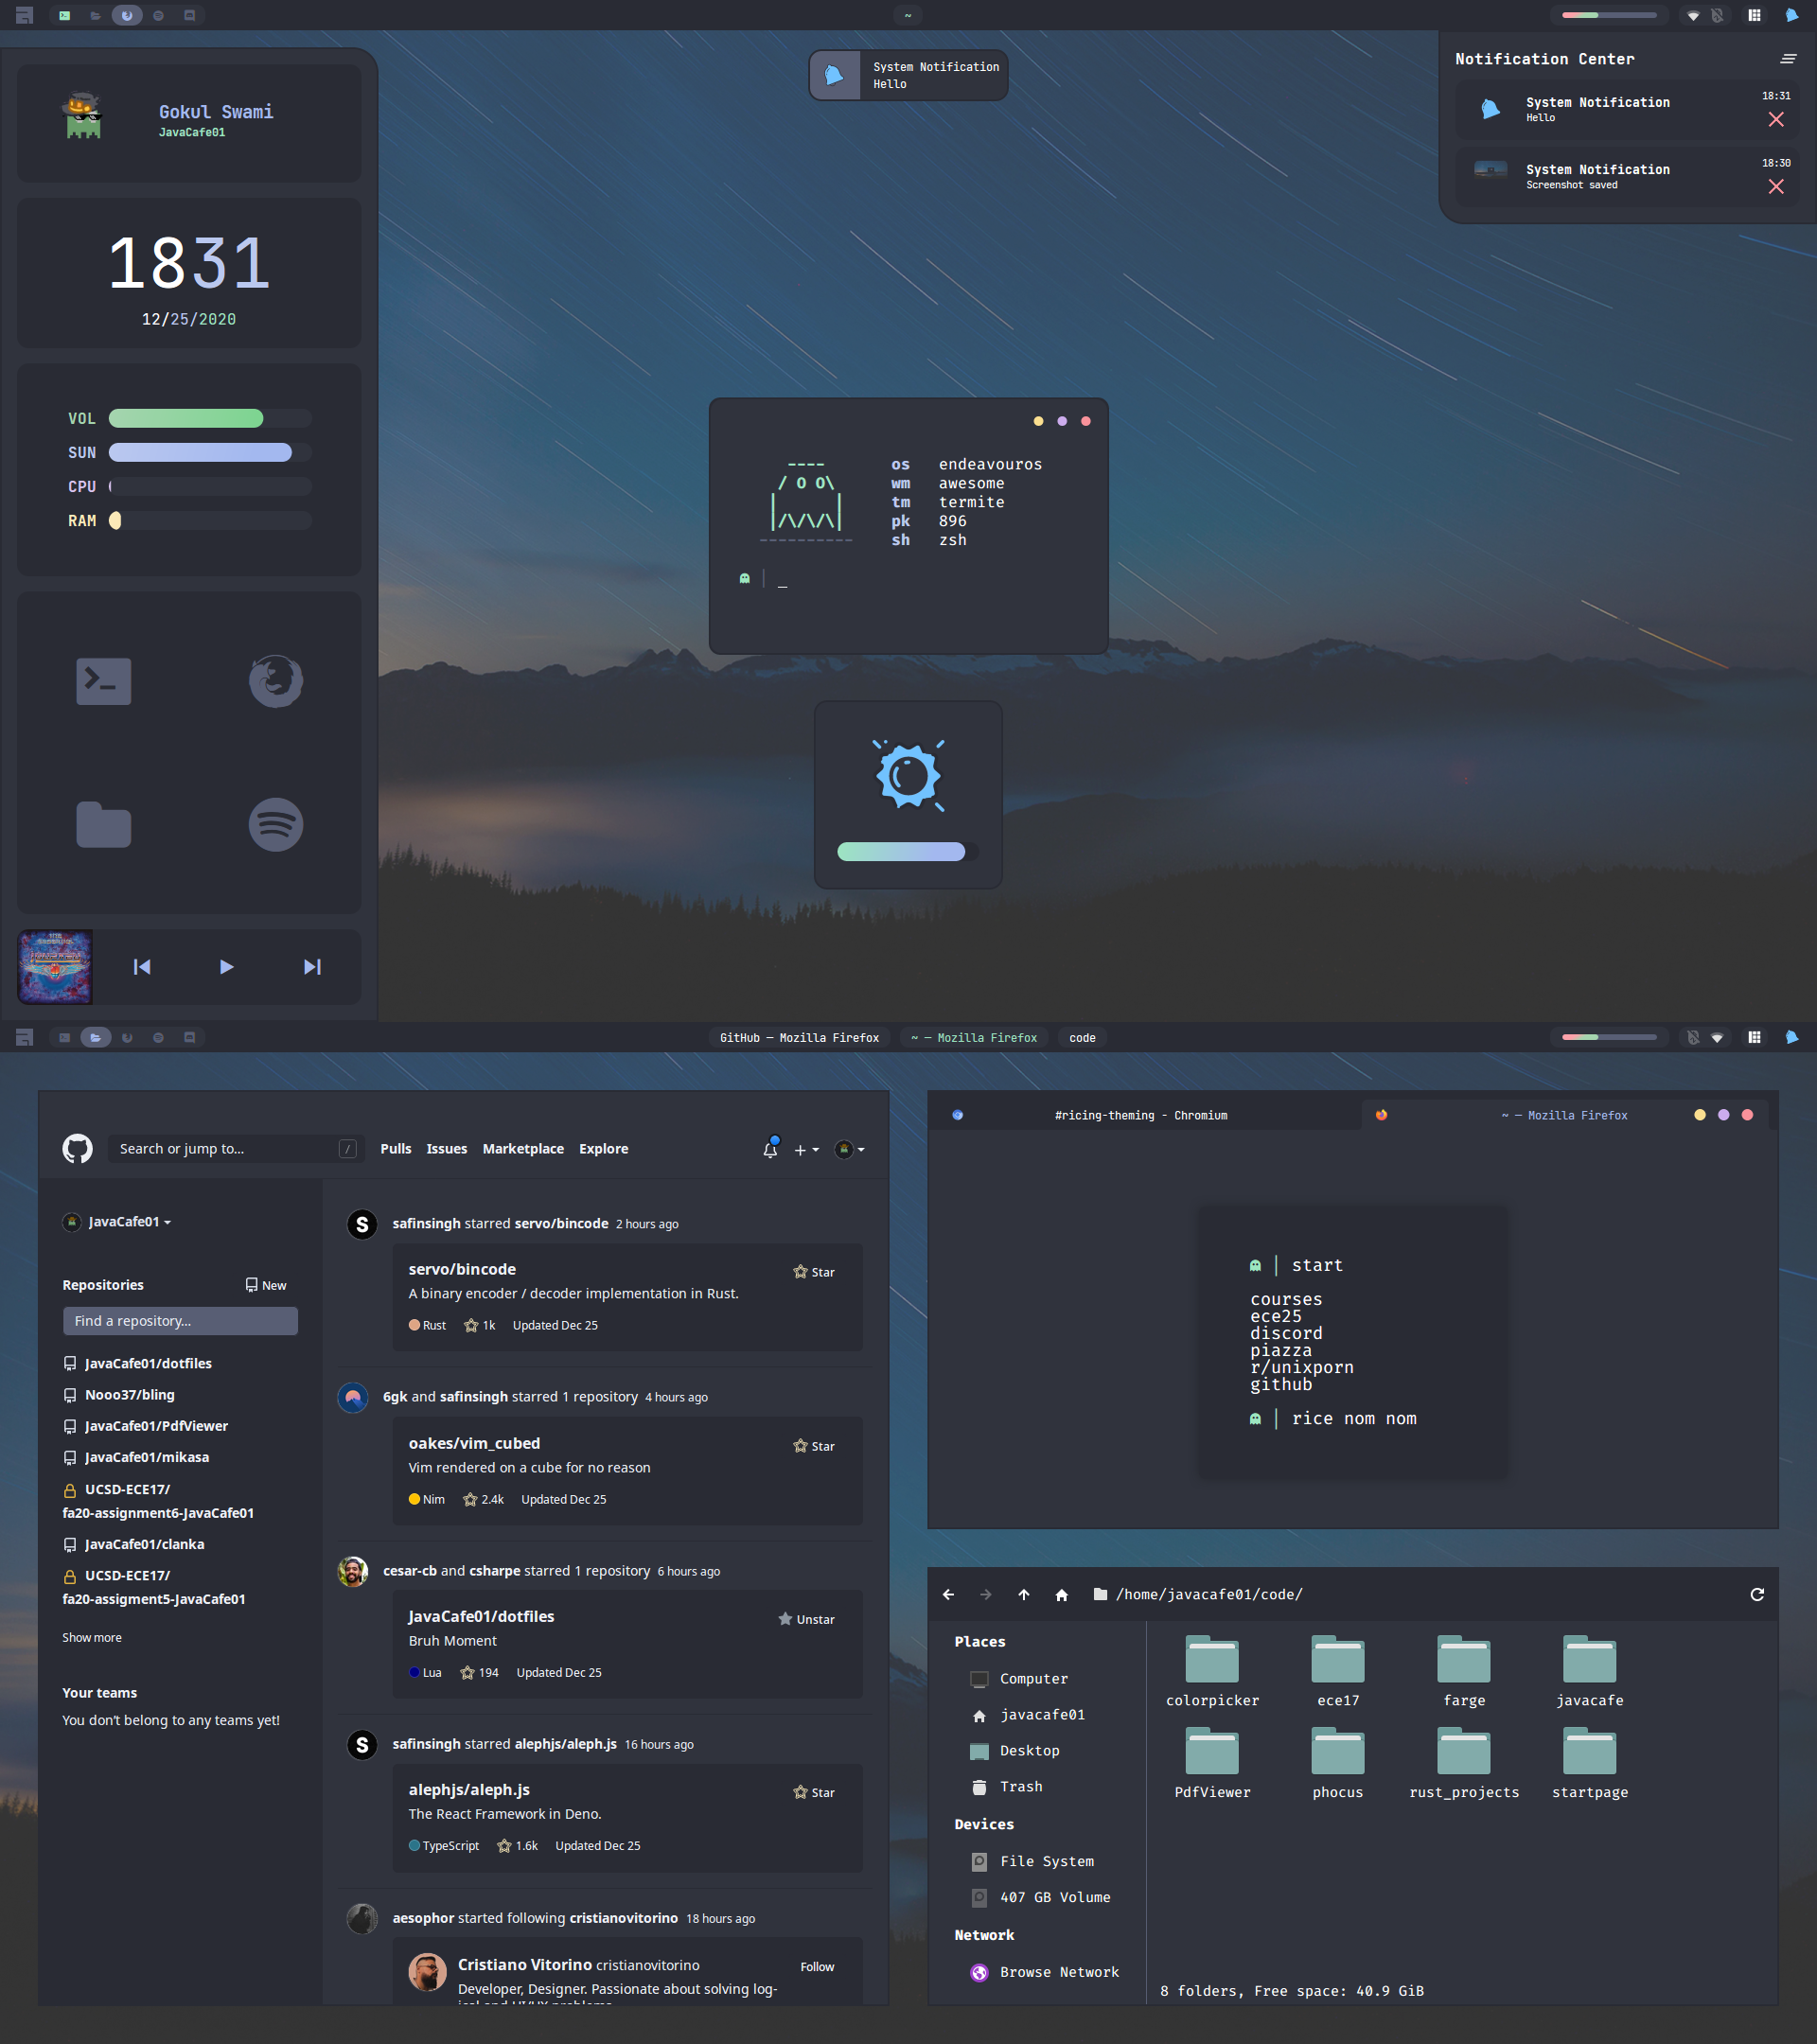 ~
System Notification
Hello
Notification Center
System Notification
Hello
18:31
System Notification
Screenshot saved
18:30
Gokul Swami
JavaCafe01
1831
12/25/2020
VOL
SUN
CPU
RAM
----
/ O O\
|      |
|/\/\/\|
----------
os endeavouros
wm awesome
tm termite
pk 896
sh zsh
| _
GitHub — Mozilla Firefox
~ — Mozilla Firefox
code
Search or jump to…
/
Pulls
Issues
Marketplace
Explore
JavaCafe01
Repositories
New
Find a repository…
JavaCafe01/dotfiles
Nooo37/bling
JavaCafe01/PdfViewer
JavaCafe01/mikasa
UCSD-ECE17/
fa20-assignment6-JavaCafe01
JavaCafe01/clanka
UCSD-ECE17/
fa20-assigment5-JavaCafe01
Show more
Your teams
You don't belong to any teams yet!
S
safinsingh starred servo/bincode 2 hours ago
servo/bincode
Star
A binary encoder / decoder implementation in Rust.
Rust 1k Updated Dec 25
6gk and safinsingh starred 1 repository 4 hours ago
oakes/vim_cubed
Star
Vim rendered on a cube for no reason
Nim 2.4k Updated Dec 25
cesar-cb and csharpe starred 1 repository 6 hours ago
JavaCafe01/dotfiles
Unstar
Bruh Moment
Lua 194 Updated Dec 25
S
safinsingh starred alephjs/aleph.js 16 hours ago
alephjs/aleph.js
Star
The React Framework in Deno.
TypeScript 1.6k Updated Dec 25
aesophor started following cristianovitorino 18 hours ago
Cristiano Vitorino cristianovitorino
Follow
Developer, Designer. Passionate about solving log-
ical and UI/UX problems
#ricing-theming - Chromium
~ — Mozilla Firefox
| start
courses
ece25
discord
piazza
r/unixporn
github
| rice nom nom
/home/javacafe01/code/
Places
Computer
javacafe01
Desktop
Trash
Devices
File System
407 GB Volume
Network
Browse Network
colorpicker
ece17
farge
javacafe
PdfViewer
phocus
rust_projects
startpage
8 folders, Free space: 40.9 GiB